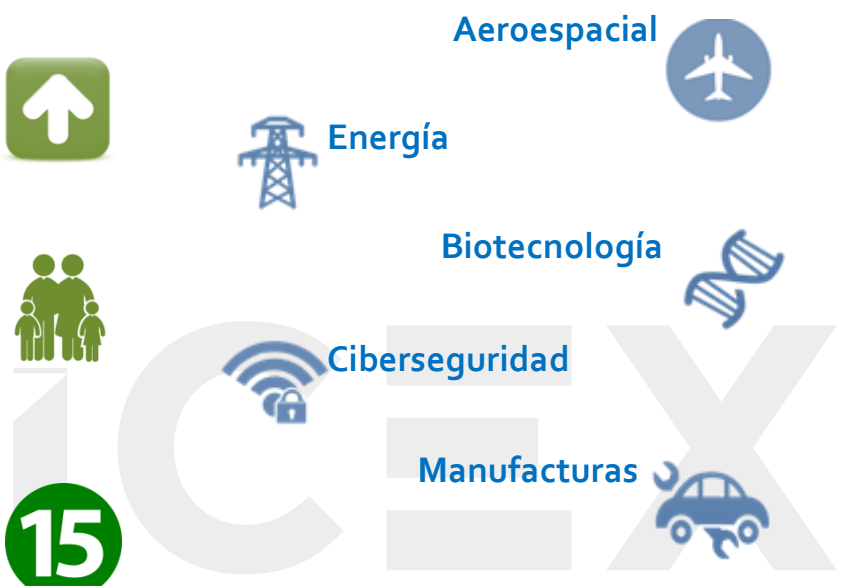 Aeroespacial
Energía
Biotecnología
Ciberseguridad
Manufacturas
15
iCEX